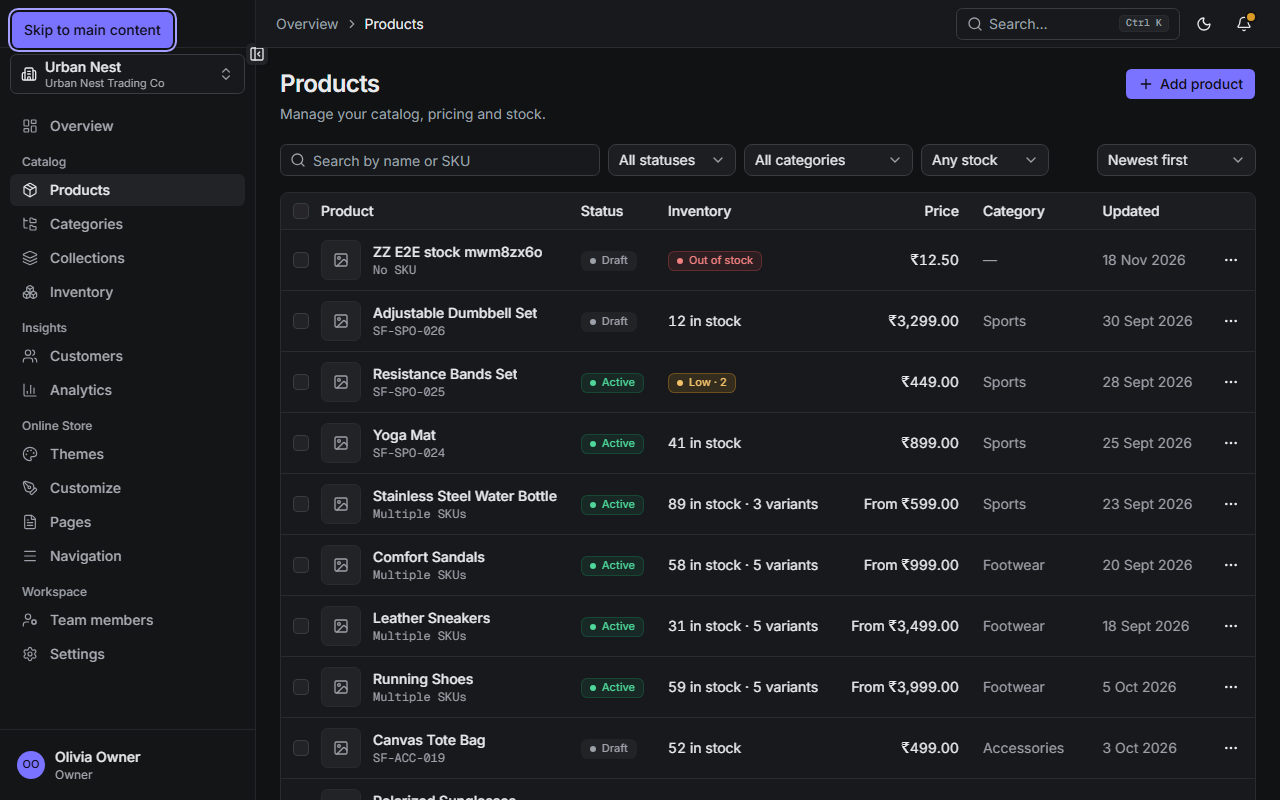 Skip to main content
Urban Nest
Urban Nest Trading Co
Overview
Catalog
Products
Categories
Collections
Inventory
Insights
Customers
Analytics
Online Store
Themes
Customize
Pages
Navigation
Workspace
Team members
Settings
OO
Olivia Owner
Owner
Overview > Products
Search... Ctrl K
Products
Add product
Manage your catalog, pricing and stock.
Search by name or SKU All statuses All categories Any stock Newest first
Product Status Inventory Price Category Updated
ZZ E2E stock mwm8zx6o
No SKU
Draft Out of stock ₹12.50 — 18 Nov 2026
Adjustable Dumbbell Set
SF-SPO-026
Draft 12 in stock ₹3,299.00 Sports 30 Sept 2026
Resistance Bands Set
SF-SPO-025
Active Low · 2 ₹449.00 Sports 28 Sept 2026
Yoga Mat
SF-SPO-024
Active 41 in stock ₹899.00 Sports 25 Sept 2026
Stainless Steel Water Bottle
Multiple SKUs
Active 89 in stock · 3 variants From ₹599.00 Sports 23 Sept 2026
Comfort Sandals
Multiple SKUs
Active 58 in stock · 5 variants From ₹999.00 Footwear 20 Sept 2026
Leather Sneakers
Multiple SKUs
Active 31 in stock · 5 variants From ₹3,499.00 Footwear 18 Sept 2026
Running Shoes
Multiple SKUs
Active 59 in stock · 5 variants From ₹3,999.00 Footwear 5 Oct 2026
Canvas Tote Bag
SF-ACC-019
Draft 52 in stock ₹499.00 Accessories 3 Oct 2026